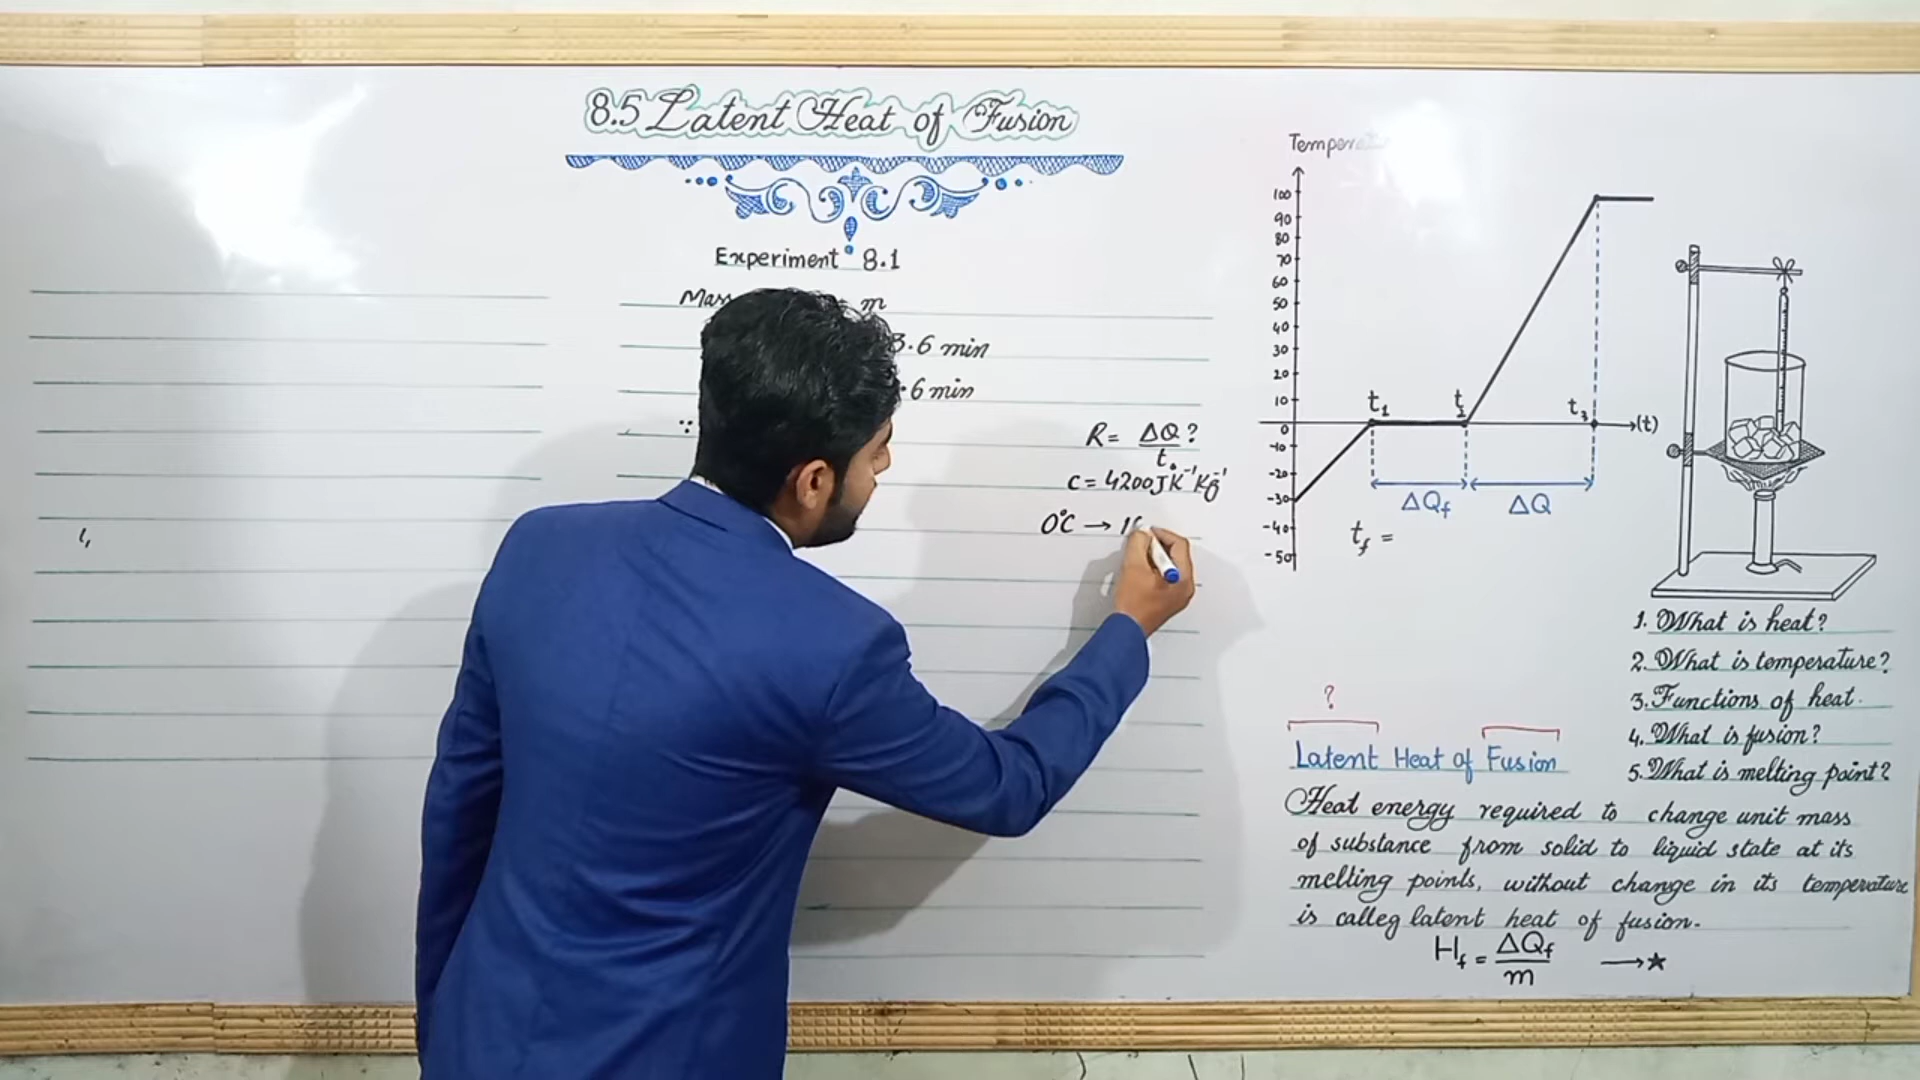 8.5 Latent Heat of Fusion
Experiment 8.1
m
3.6 min
.6 min
∵
R = ΔQ ?
t.
c = 4200JK⁻¹Kg⁻¹
0°C → 1
Temperatu
100
90
80
70
60
50
40
30
20
10
0
-10
-20
-30
-40
-50
t₁
t₂
t₃
(t)
ΔQf
ΔQ
tf =
1. What is heat?
2. What is temperature?
3. Functions of heat.
4. What is fusion?
5. What is melting point?
?
Latent Heat of Fusion
Heat energy required to change unit mass
of substance from solid to liquid state at its
melting points, without change in its temperature
is calleg latent heat of fusion.
Hf = ΔQf
m
→★